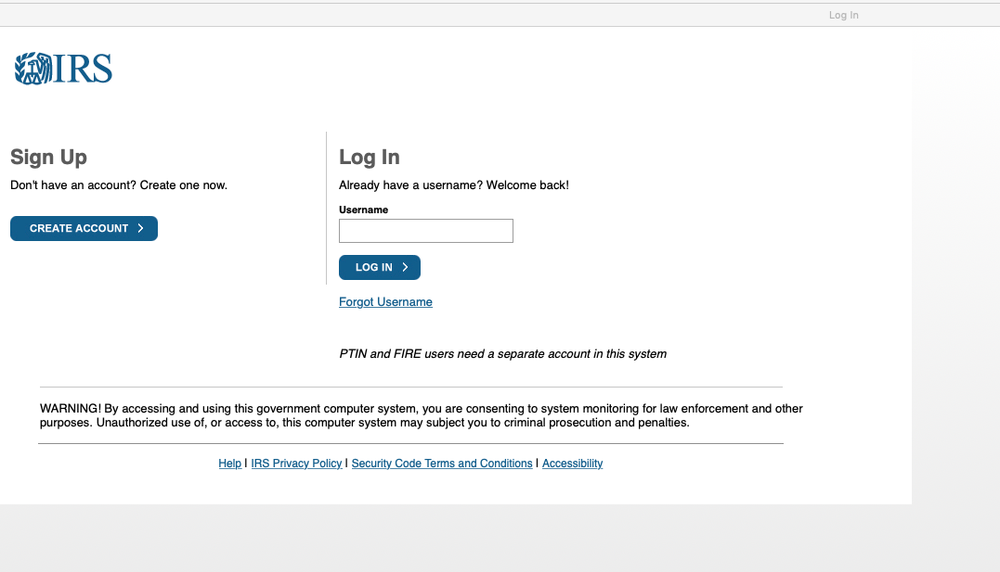 Log In
IRS
Sign Up
Don't have an account? Create one now.
CREATE ACCOUNT
Log In
Already have a username? Welcome back!
Username
LOG IN
Forgot Username
PTIN and FIRE users need a separate account in this system
WARNING! By accessing and using this government computer system, you are consenting to system monitoring for law enforcement and other
purposes. Unauthorized use of, or access to, this computer system may subject you to criminal prosecution and penalties.
Help | IRS Privacy Policy | Security Code Terms and Conditions | Accessibility